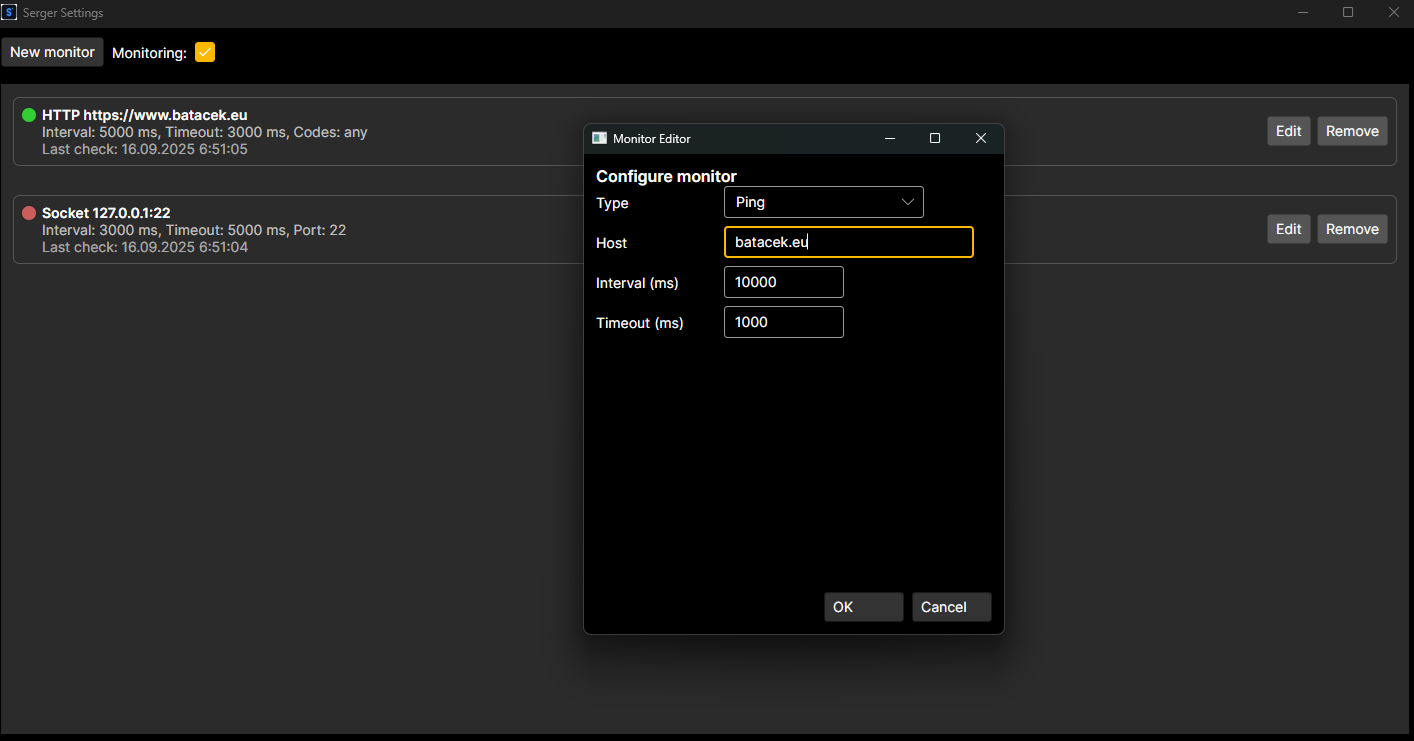 Serger Settings
New monitor Monitoring:
HTTP https://www.batacek.eu
Interval: 5000 ms, Timeout: 3000 ms, Codes: any
Last check: 16.09.2025 6:51:05
Edit Remove
Socket 127.0.0.1:22
Interval: 3000 ms, Timeout: 5000 ms, Port: 22
Last check: 16.09.2025 6:51:04
Edit Remove
Monitor Editor
Configure monitor
Type Ping
Host batacek.eu
Interval (ms) 10000
Timeout (ms) 1000
OK Cancel